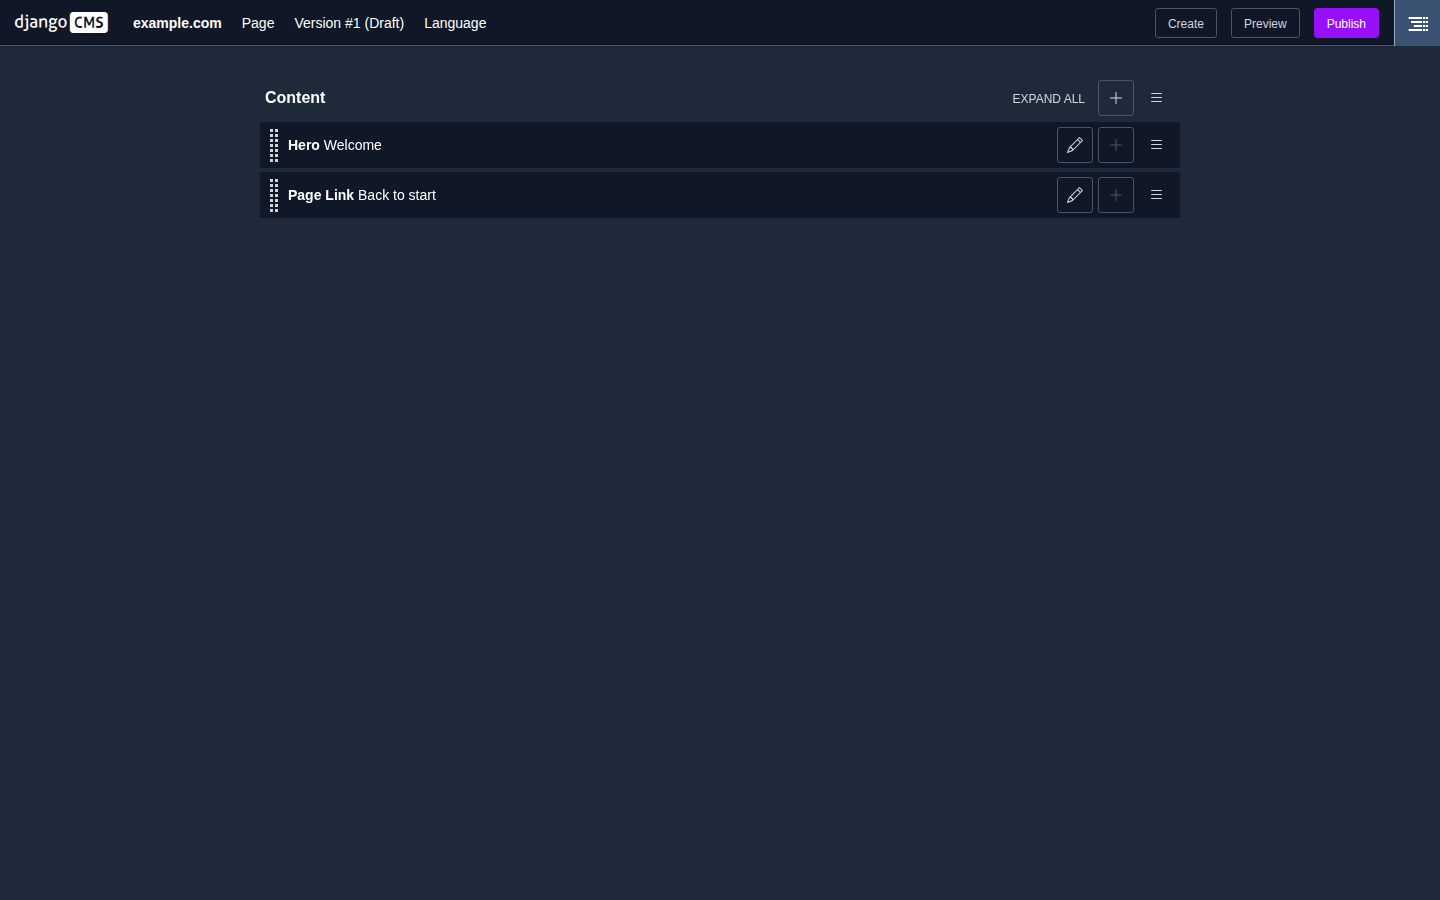 django CMS example.com Page Version #1 (Draft) Language Create Preview Publish
Content EXPAND ALL
Hero Welcome
Page Link Back to start